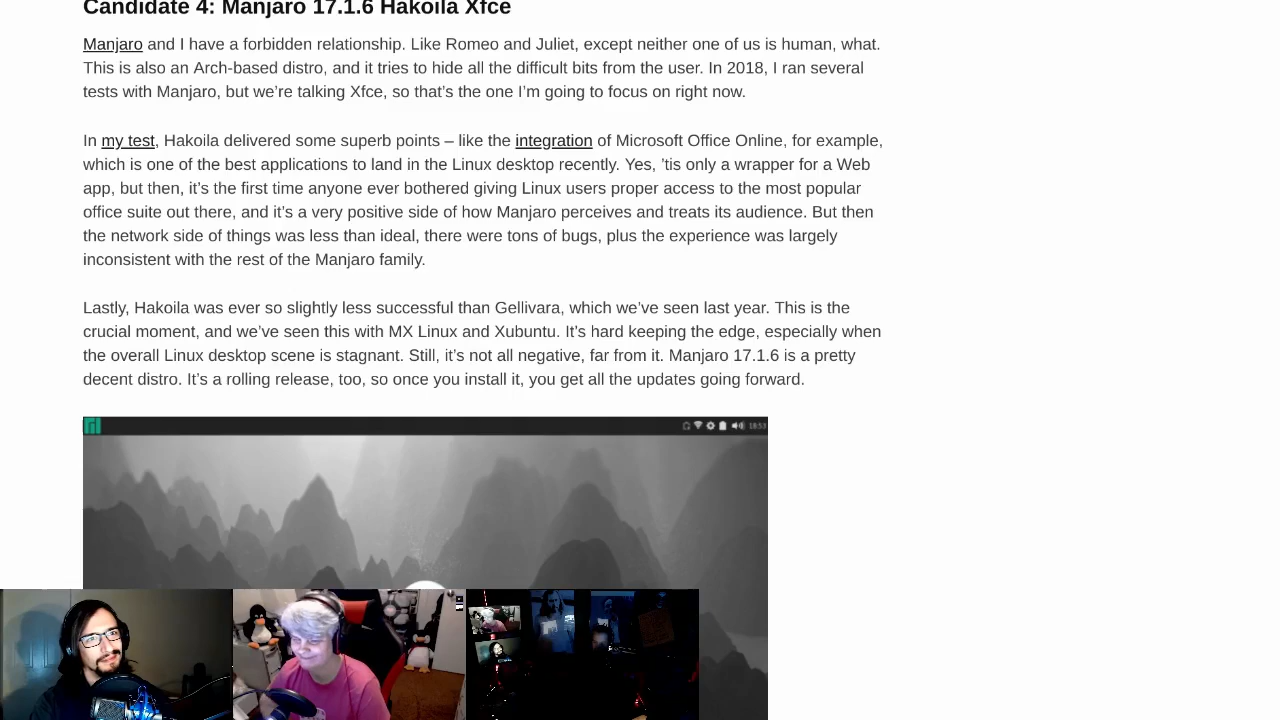 Candidate 4: Manjaro 17.1.6 Hakoila Xfce
Manjaro and I have a forbidden relationship. Like Romeo and Juliet, except neither one of us is human, what.
This is also an Arch-based distro, and it tries to hide all the difficult bits from the user. In 2018, I ran several
tests with Manjaro, but we’re talking Xfce, so that’s the one I’m going to focus on right now.
In my test, Hakoila delivered some superb points – like the integration of Microsoft Office Online, for example,
which is one of the best applications to land in the Linux desktop recently. Yes, ’tis only a wrapper for a Web
app, but then, it’s the first time anyone ever bothered giving Linux users proper access to the most popular
office suite out there, and it’s a very positive side of how Manjaro perceives and treats its audience. But then
the network side of things was less than ideal, there were tons of bugs, plus the experience was largely
inconsistent with the rest of the Manjaro family.
Lastly, Hakoila was ever so slightly less successful than Gellivara, which we’ve seen last year. This is the
crucial moment, and we’ve seen this with MX Linux and Xubuntu. It’s hard keeping the edge, especially when
the overall Linux desktop scene is stagnant. Still, it’s not all negative, far from it. Manjaro 17.1.6 is a pretty
decent distro. It’s a rolling release, too, so once you install it, you get all the updates going forward.
18:53